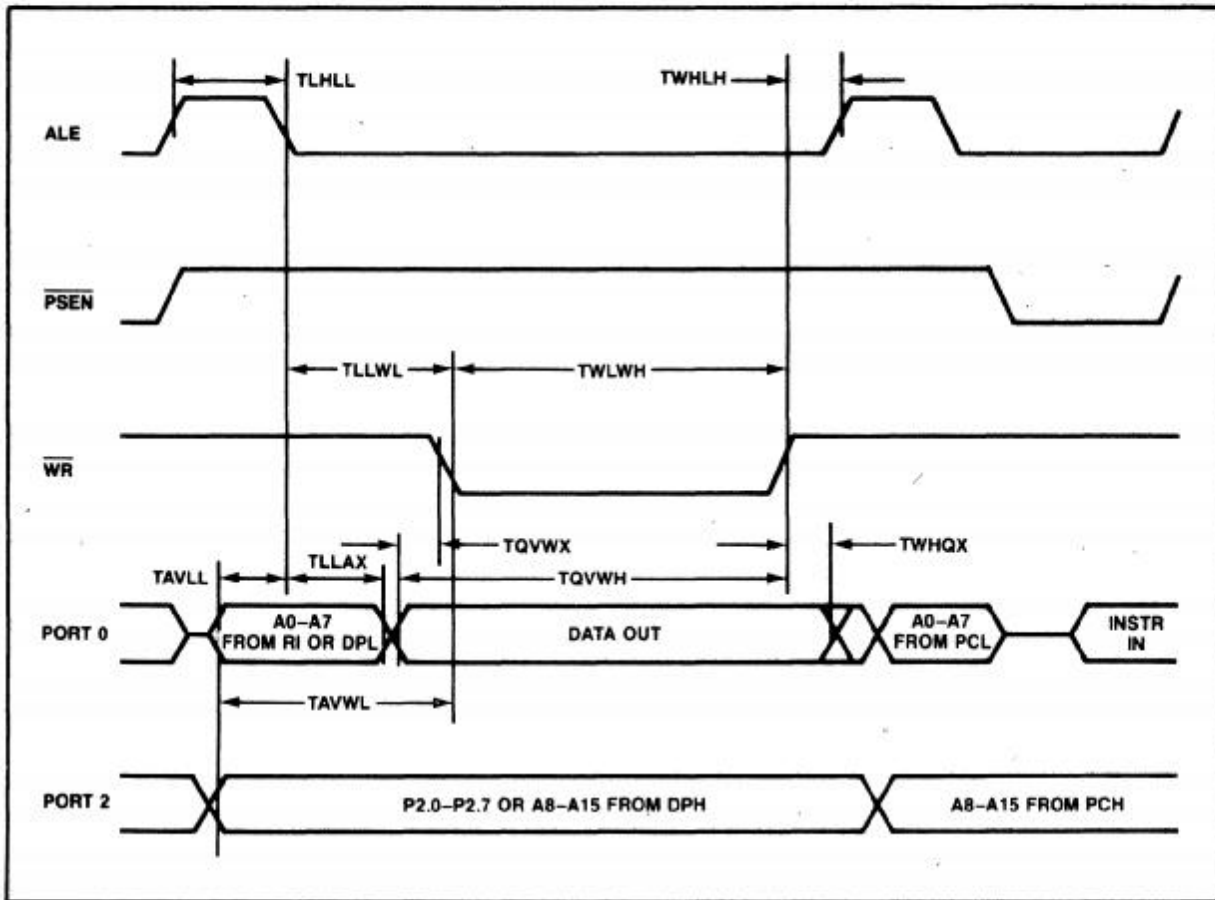 TLHLL
TWHLH
ALE
PSEN
TLLWL
TWLWH
WR
TQVWX
TWHQX
TAVLL
TLLAX
TQVWH
PORT 0
A0–A7
FROM RI OR DPL
DATA OUT
A0–A7
FROM PCL
INSTR
IN
TAVWL
PORT 2
P2.0–P2.7 OR A8–A15 FROM DPH
A8–A15 FROM PCH